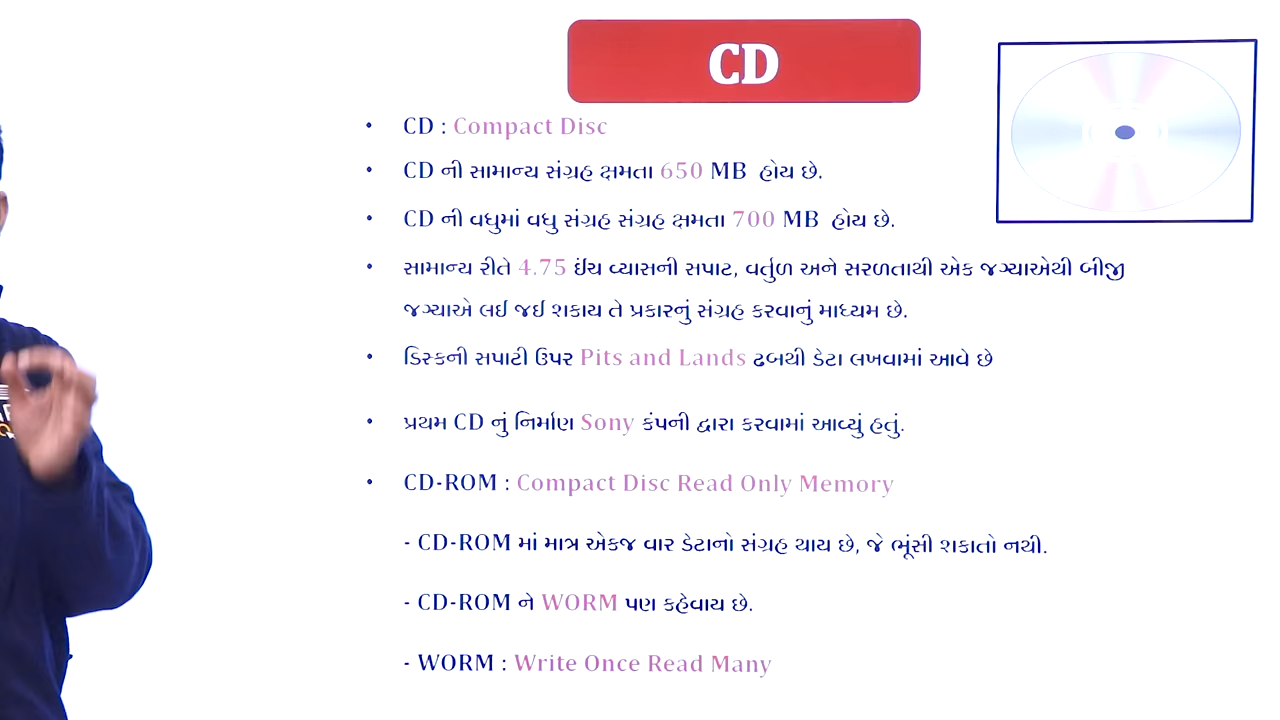 CD
• CD : Compact Disc
• CD ની સામાન્ય સંગ્રહ ક્ષમતા 650 MB હોય છે.
• CD ની વધુમાં વધુ સંગ્રહ સંગ્રહ ક્ષમતા 700 MB હોય છે.
• સામાન્ય રીતે 4.75 ઈંચ વ્યાસની સપાટ, વર્તુળ અને સરળતાથી એક જગ્યાએથી બીજી
જગ્યાએ લઈ જઈ શકાય તે પ્રકારનું સંગ્રહ કરવાનું માધ્યમ છે.
• ડિસ્કની સપાટી ઉપર Pits and Lands ઢબથી ડેટા લખવામાં આવે છે
• પ્રથમ CD નું નિર્માણ Sony કંપની દ્વારા કરવામાં આવ્યું હતું.
• CD-ROM : Compact Disc Read Only Memory
- CD-ROM માં માત્ર એકજ વાર ડેટાનો સંગ્રહ થાય છે, જે ભૂંસી શકાતો નથી.
- CD-ROM ને WORM પણ કહેવાય છે.
- WORM : Write Once Read Many